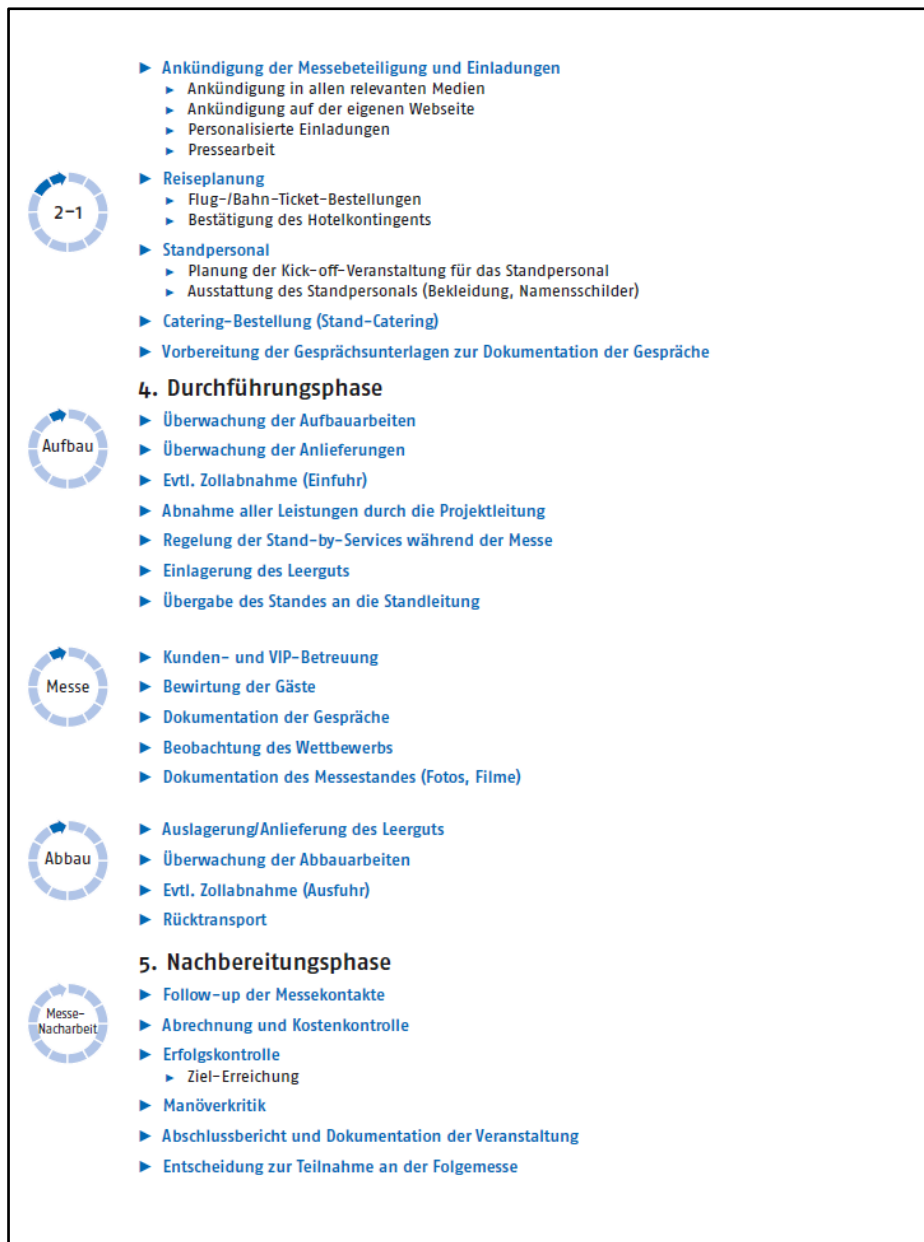 ► Ankündigung der Messebeteiligung und Einladungen
► Ankündigung in allen relevanten Medien
► Ankündigung auf der eigenen Webseite
► Personalisierte Einladungen
► Pressearbeit
2-1
► Reiseplanung
► Flug-/Bahn-Ticket-Bestellungen
► Bestätigung des Hotelkontingents
► Standpersonal
► Planung der Kick-off-Veranstaltung für das Standpersonal
► Ausstattung des Standpersonals (Bekleidung, Namensschilder)
► Catering-Bestellung (Stand-Catering)
► Vorbereitung der Gesprächsunterlagen zur Dokumentation der Gespräche
4. Durchführungsphase
Aufbau
► Überwachung der Aufbauarbeiten
► Überwachung der Anlieferungen
► Evtl. Zollabnahme (Einfuhr)
► Abnahme aller Leistungen durch die Projektleitung
► Regelung der Stand-by-Services während der Messe
► Einlagerung des Leerguts
► Übergabe des Standes an die Standleitung
Messe
► Kunden- und VIP-Betreuung
► Bewirtung der Gäste
► Dokumentation der Gespräche
► Beobachtung des Wettbewerbs
► Dokumentation des Messestandes (Fotos, Filme)
Abbau
► Auslagerung/Anlieferung des Leerguts
► Überwachung der Abbauarbeiten
► Evtl. Zollabnahme (Ausfuhr)
► Rücktransport
5. Nachbereitungsphase
Messe-
Nacharbeit
► Follow-up der Messekontakte
► Abrechnung und Kostenkontrolle
► Erfolgskontrolle
► Ziel-Erreichung
► Manöverkritik
► Abschlussbericht und Dokumentation der Veranstaltung
► Entscheidung zur Teilnahme an der Folgemesse